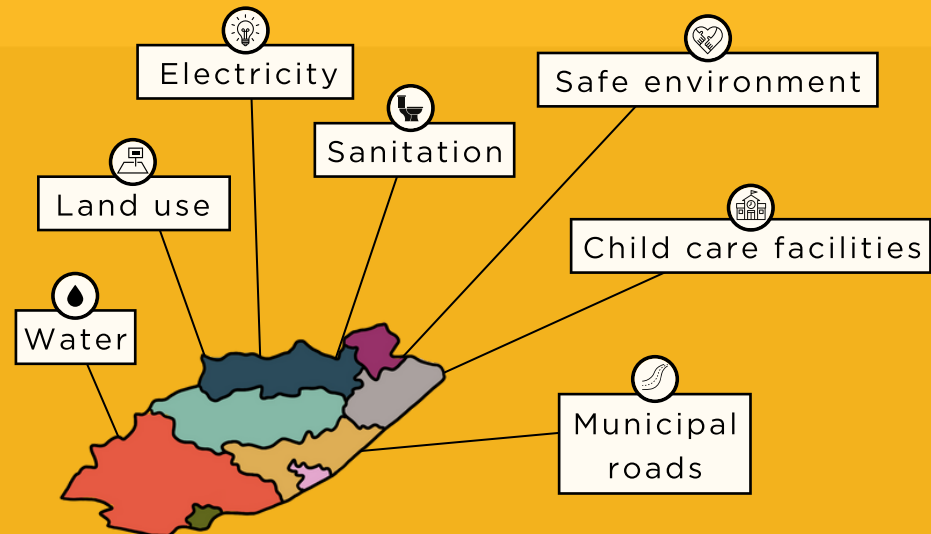 Electricity
Safe environment
Sanitation
Land use
Child care facilities
Water
Municipal
roads